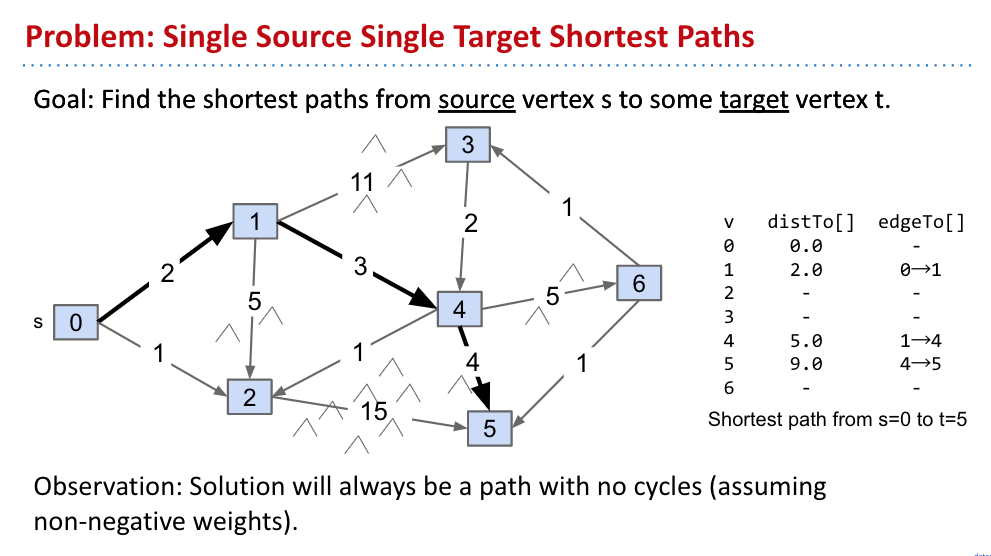 Problem: Single Source Single Target Shortest Paths
Goal: Find the shortest paths from source vertex s to some target vertex t.
3
11
1
2
1
2
3
6
5
5
4
s
0
1
1
4
1
2
15
5
v distTo[] edgeTo[]
0 0.0 -
1 2.0 0→1
2 - -
3 - -
4 5.0 1→4
5 9.0 4→5
6 - -
Shortest path from s=0 to t=5
Observation: Solution will always be a path with no cycles (assuming
non-negative weights).